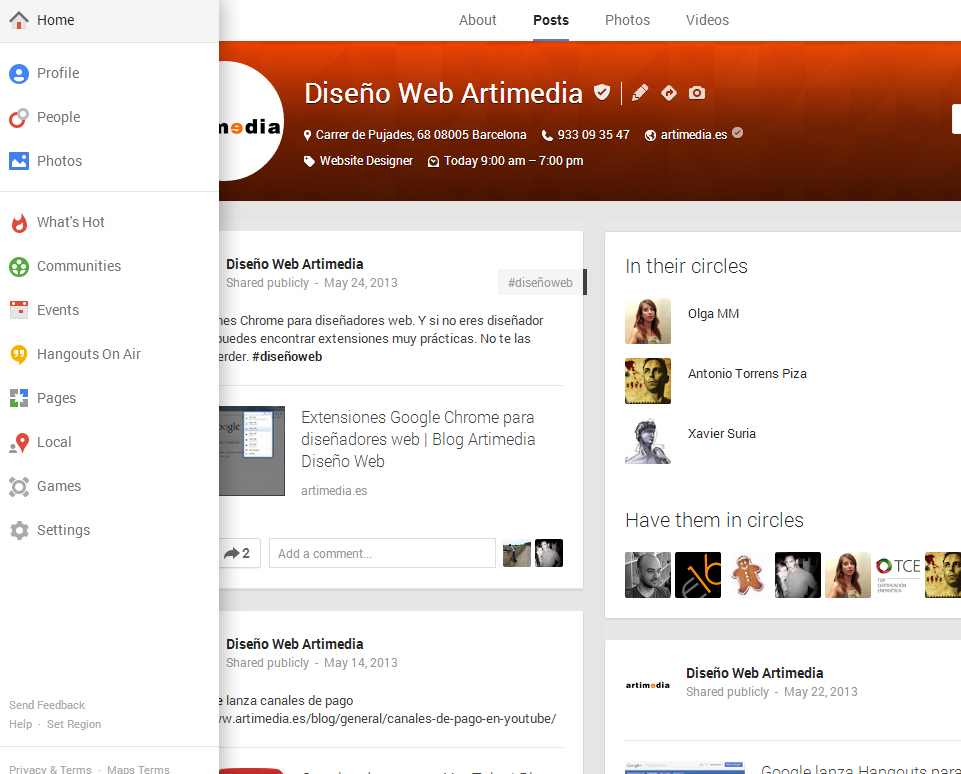 Home
Profile
People
Photos
What's Hot
Communities
Events
Hangouts On Air
Pages
Local
Games
Settings
Send Feedback
Help · Set Region
Privacy & Terms · Maps Terms
About Posts Photos Videos
media
Diseño Web Artimedia
Carrer de Pujades, 68 08005 Barcelona 933 09 35 47 artimedia.es
Website Designer Today 9:00 am – 7:00 pm
Diseño Web Artimedia
Shared publicly - May 24, 2013
#diseñoweb
nes Chrome para diseñadores web. Y si no eres diseñador
puedes encontrar extensiones muy prácticas. No te las
erder. #diseñoweb
Extensiones Google Chrome para
diseñadores web | Blog Artimedia
Diseño Web
artimedia.es
2
Add a comment...
Diseño Web Artimedia
Shared publicly - May 14, 2013
e lanza canales de pago
w.artimedia.es/blog/general/canales-de-pago-en-youtube/
In their circles
Olga MM
Antonio Torrens Piza
Xavier Suria
Have them in circles
TCE
artimedia
Diseño Web Artimedia
Shared publicly - May 22, 2013
Google lanza Hangouts para